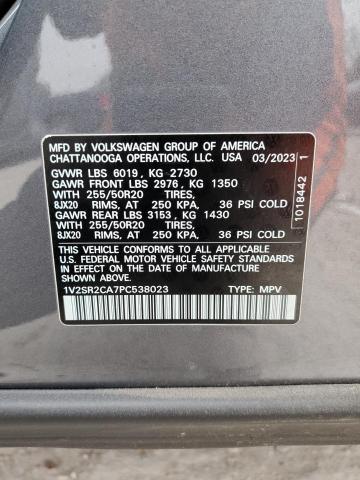 MFD. BY VOLKSWAGEN GROUP OF AMERICA
CHATTANOOGA OPERATIONS, LLC. USA 03/2023
GVWR LBS 6019, KG 2730
GAWR FRONT LBS 2976, KG 1350
WITH 255/50R20 TIRES,
8JX20 RIMS, AT 250 KPA, 36 PSI COLD
GAWR REAR LBS 3153, KG 1430
WITH 255/50R20 TIRES,
8JX20 RIMS, AT 250 KPA, 36 PSI COLD
THIS VEHICLE CONFORMS TO ALL APPLICABLE
U.S. FEDERAL MOTOR VEHICLE SAFETY STANDARDS
IN EFFECT ON THE DATE OF MANUFACTURE
SHOWN ABOVE.
1V2SR2CA7PC538023 TYPE: MPV
1018442 1